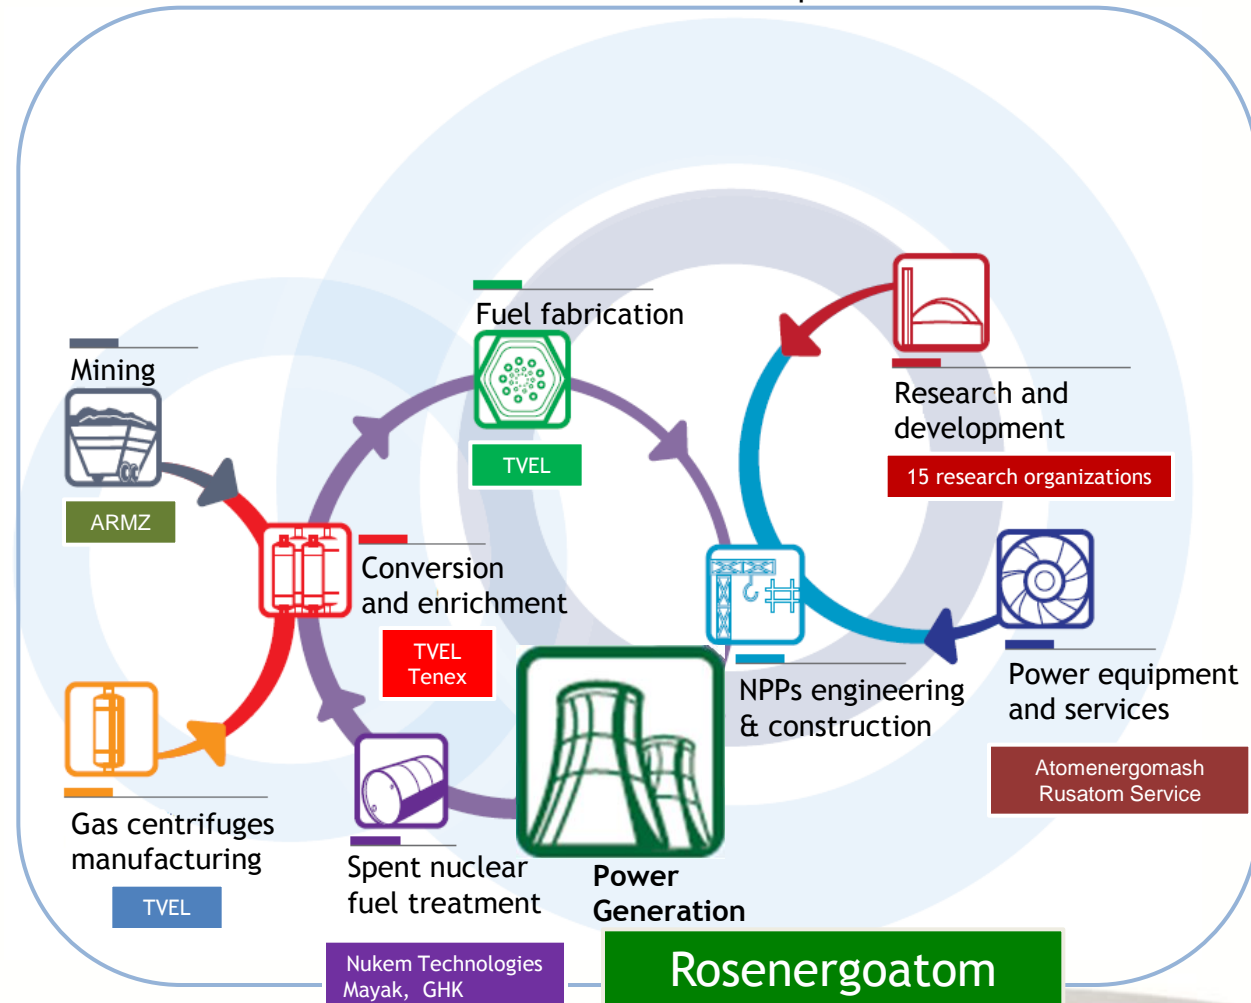 Fuel fabrication
TVEL
Mining
ARMZ
Research and
development
15 research organizations
Conversion
and enrichment
TVEL
Tenex
NPPs engineering
& construction
Power equipment
and services
Atomenergomash
Rusatom Service
Gas centrifuges
manufacturing
TVEL
Spent nuclear
fuel treatment
Nukem Technologies
Mayak, GHK
Power
Generation
Rosenergoatom